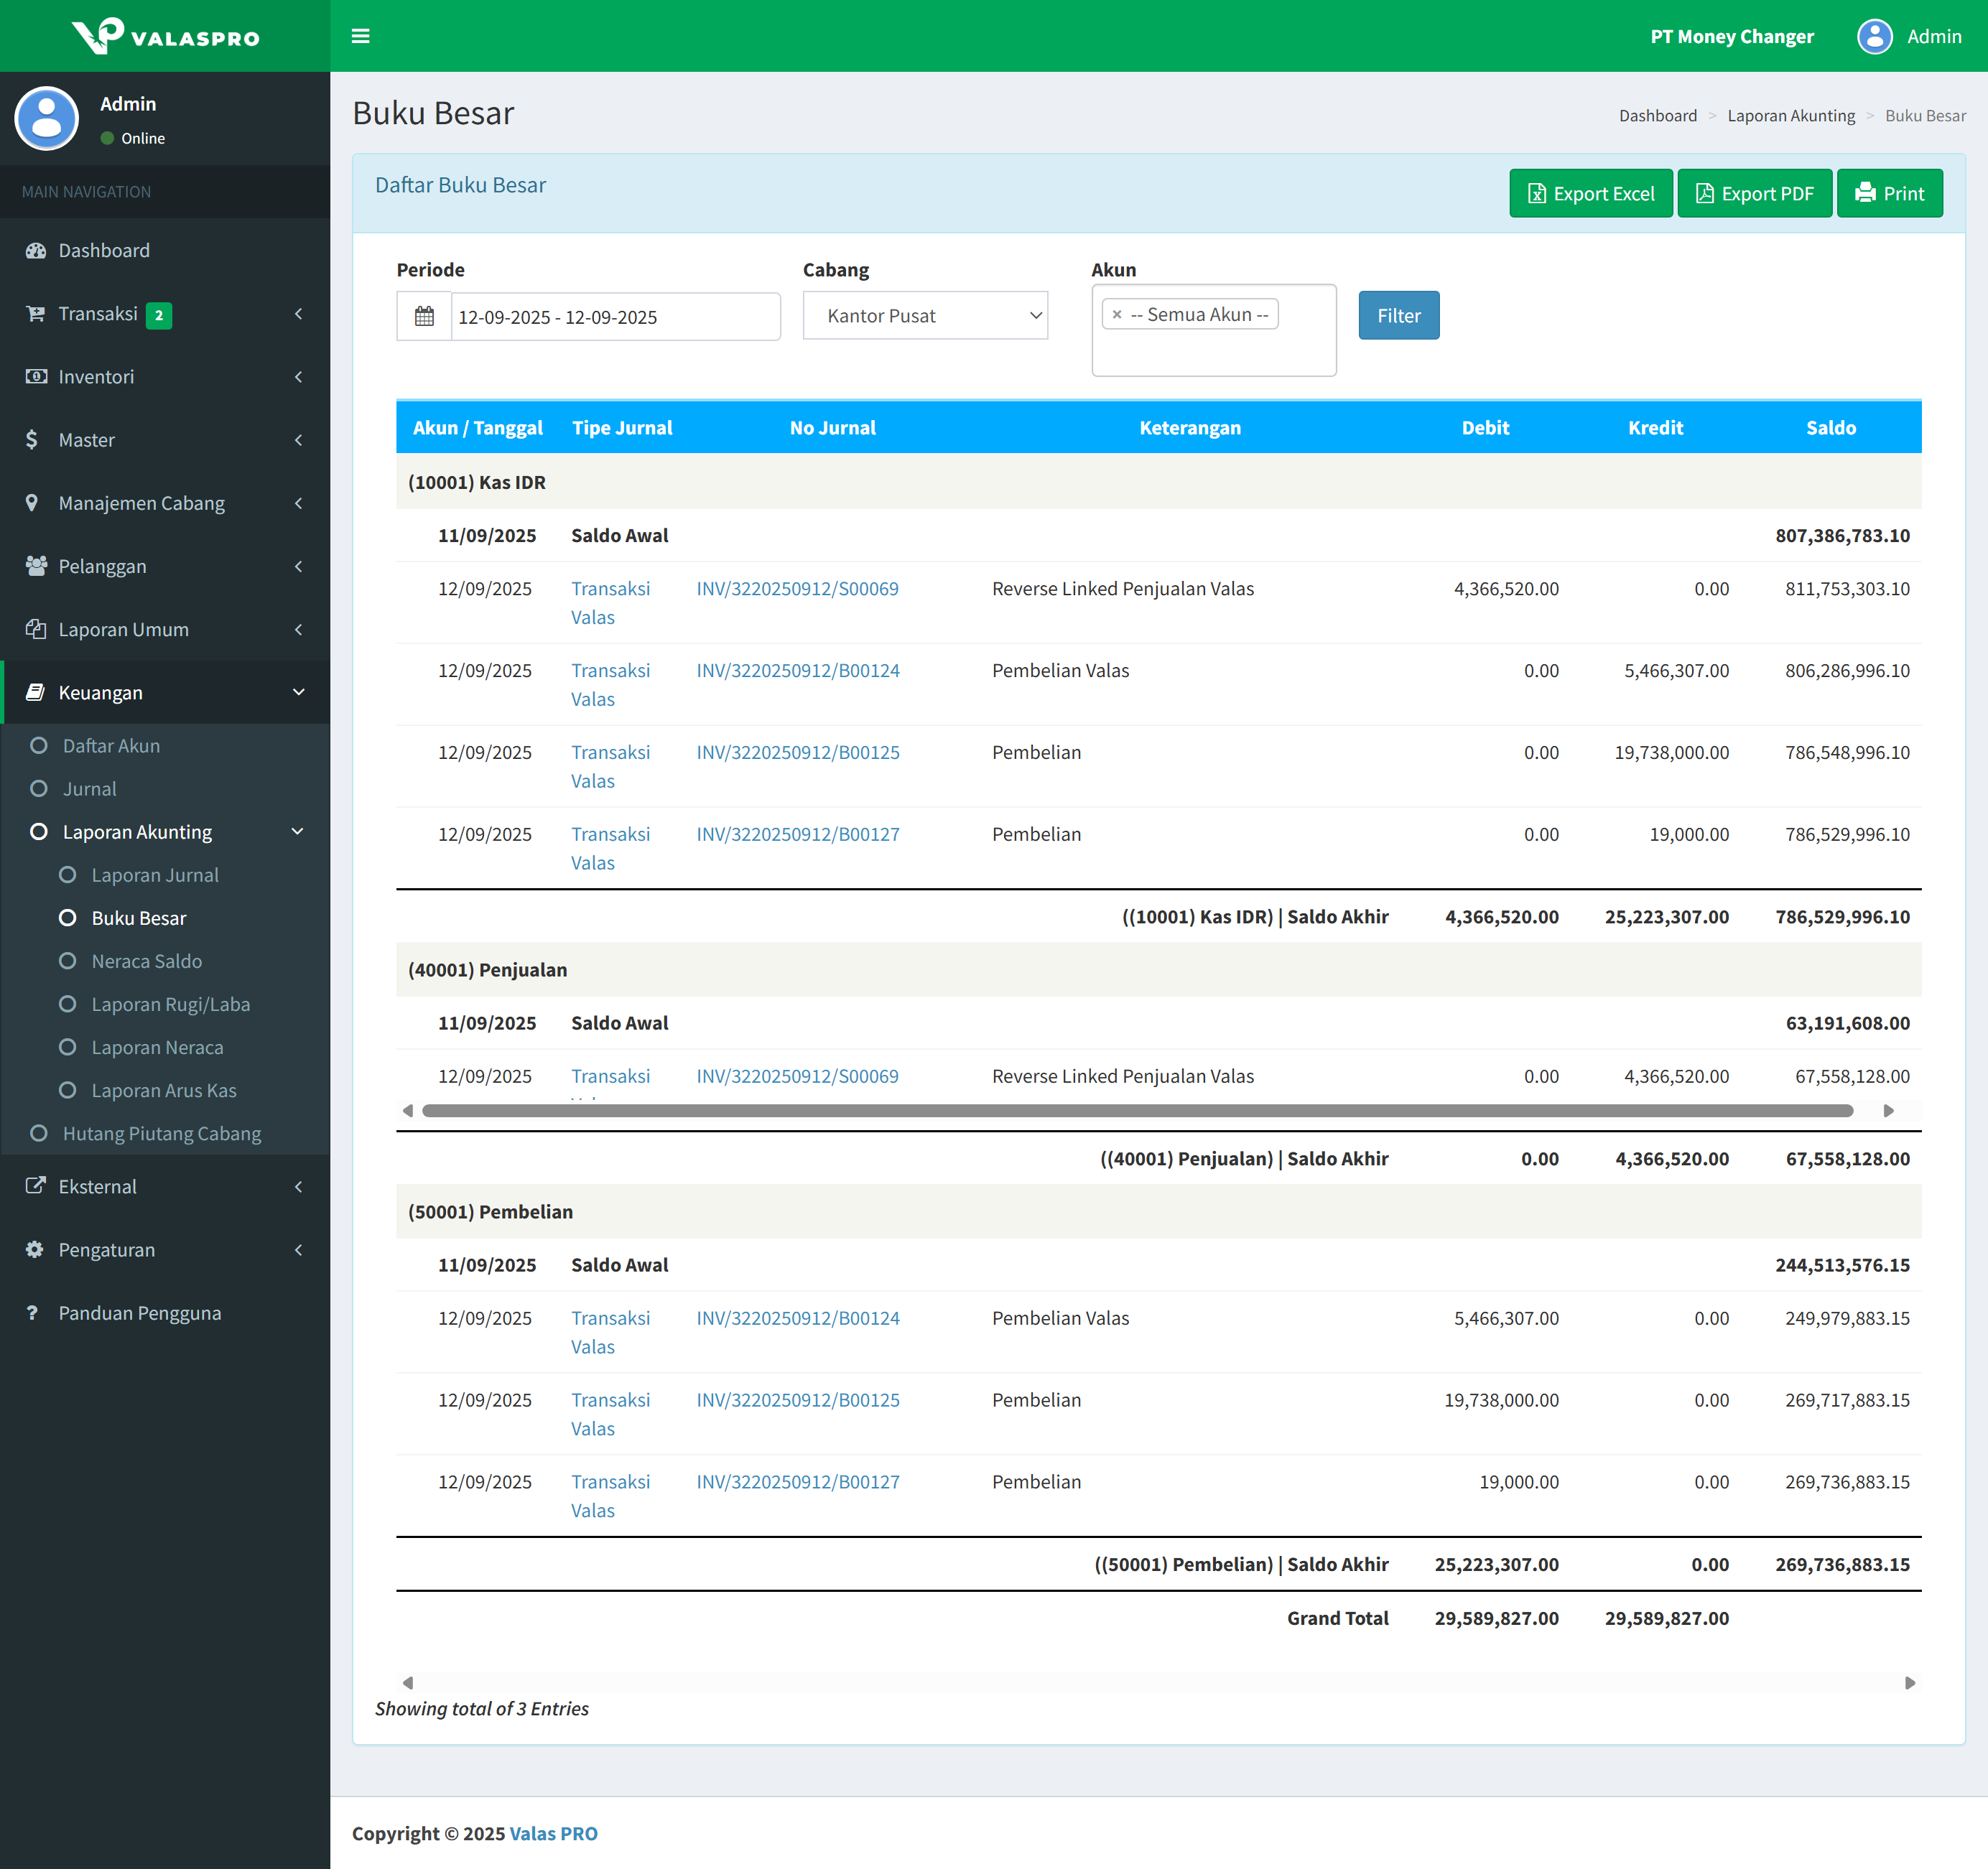 VP VALASPRO
PT Money Changer
Admin
Admin
Online
MAIN NAVIGATION
Dashboard
Transaksi 2
Inventori
Master
Manajemen Cabang
Pelanggan
Laporan Umum
Keuangan
Daftar Akun
Jurnal
Laporan Akunting
Laporan Jurnal
Buku Besar
Neraca Saldo
Laporan Rugi/Laba
Laporan Neraca
Laporan Arus Kas
Hutang Piutang Cabang
Eksternal
Pengaturan
? Panduan Pengguna
Buku Besar
Dashboard > Laporan Akunting > Buku Besar
Daftar Buku Besar
Export Excel Export PDF Print
Periode Cabang Akun
12-09-2025 - 12-09-2025 Kantor Pusat × -- Semua Akun -- Filter
Akun / Tanggal Tipe Jurnal No Jurnal Keterangan Debit Kredit Saldo
(10001) Kas IDR
11/09/2025 Saldo Awal 807,386,783.10
12/09/2025 Transaksi INV/3220250912/S00069 Reverse Linked Penjualan Valas 4,366,520.00 0.00 811,753,303.10
Valas
12/09/2025 Transaksi INV/3220250912/B00124 Pembelian Valas 0.00 5,466,307.00 806,286,996.10
Valas
12/09/2025 Transaksi INV/3220250912/B00125 Pembelian 0.00 19,738,000.00 786,548,996.10
Valas
12/09/2025 Transaksi INV/3220250912/B00127 Pembelian 0.00 19,000.00 786,529,996.10
Valas
((10001) Kas IDR) | Saldo Akhir 4,366,520.00 25,223,307.00 786,529,996.10
(40001) Penjualan
11/09/2025 Saldo Awal 63,191,608.00
12/09/2025 Transaksi INV/3220250912/S00069 Reverse Linked Penjualan Valas 0.00 4,366,520.00 67,558,128.00
((40001) Penjualan) | Saldo Akhir 0.00 4,366,520.00 67,558,128.00
(50001) Pembelian
11/09/2025 Saldo Awal 244,513,576.15
12/09/2025 Transaksi INV/3220250912/B00124 Pembelian Valas 5,466,307.00 0.00 249,979,883.15
Valas
12/09/2025 Transaksi INV/3220250912/B00125 Pembelian 19,738,000.00 0.00 269,717,883.15
Valas
12/09/2025 Transaksi INV/3220250912/B00127 Pembelian 19,000.00 0.00 269,736,883.15
Valas
((50001) Pembelian) | Saldo Akhir 25,223,307.00 0.00 269,736,883.15
Grand Total 29,589,827.00 29,589,827.00
Showing total of 3 Entries
Copyright © 2025 Valas PRO